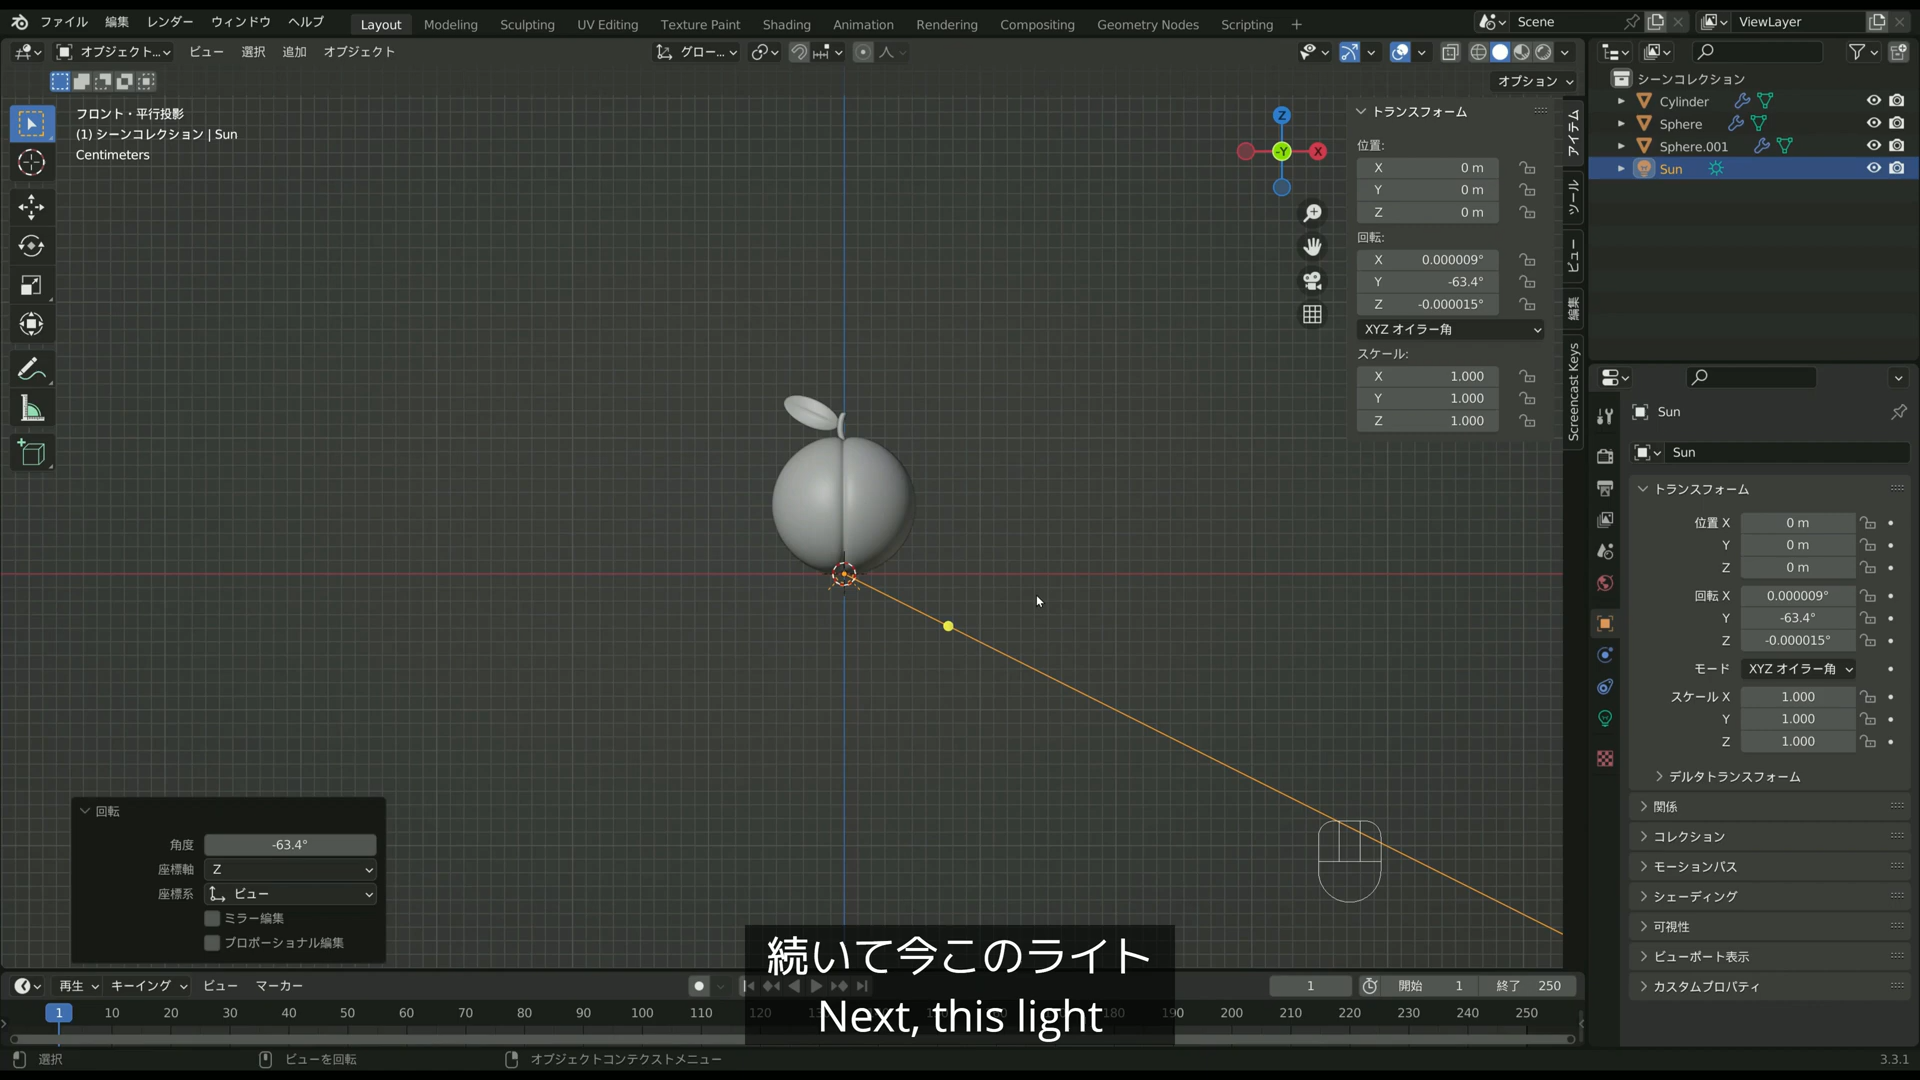 ファイル 編集 レンダー ウィンドウ ヘルプ Layout Modeling Sculpting UV Editing Texture Paint Shading Animation Rendering Compositing Geometry Nodes Scripting + Scene ViewLayer
オブジェクト... ビュー 選択 追加 オブジェクト グロー...
オプション
フロント・平行投影
(1) シーンコレクション | Sun
Centimeters
Z
-Y
X
トランスフォーム
位置:
X 0 m
Y 0 m
Z 0 m
回転:
X 0.000009°
Y -63.4°
Z -0.000015°
XYZ オイラー角
スケール:
X 1.000
Y 1.000
Z 1.000
アイテム
ツール
ビュー
編集
Screencast Keys
シーンコレクション
Cylinder
Sphere
Sphere.001
Sun
Sun
Sun
トランスフォーム
位置 X 0 m
Y 0 m
Z 0 m
回転 X 0.000009°
Y -63.4°
Z -0.000015°
モード XYZ オイラー角
スケール X 1.000
Y 1.000
Z 1.000
デルタトランスフォーム
関係
コレクション
モーションパス
シェーディング
可視性
ビューポート表示
カスタムプロパティ
回転
角度 -63.4°
座標軸 Z
座標系 ビュー
ミラー編集
プロポーショナル編集
続いて今このライト
Next, this light
再生 キーイング ビュー マーカー 1 開始 1 終了 250
1 10 20 30 40 50 60 70 80 90 100 110 120 180 190 200 210 220 230 240 250
選択 ビューを回転 オブジェクトコンテクストメニュー 3.3.1